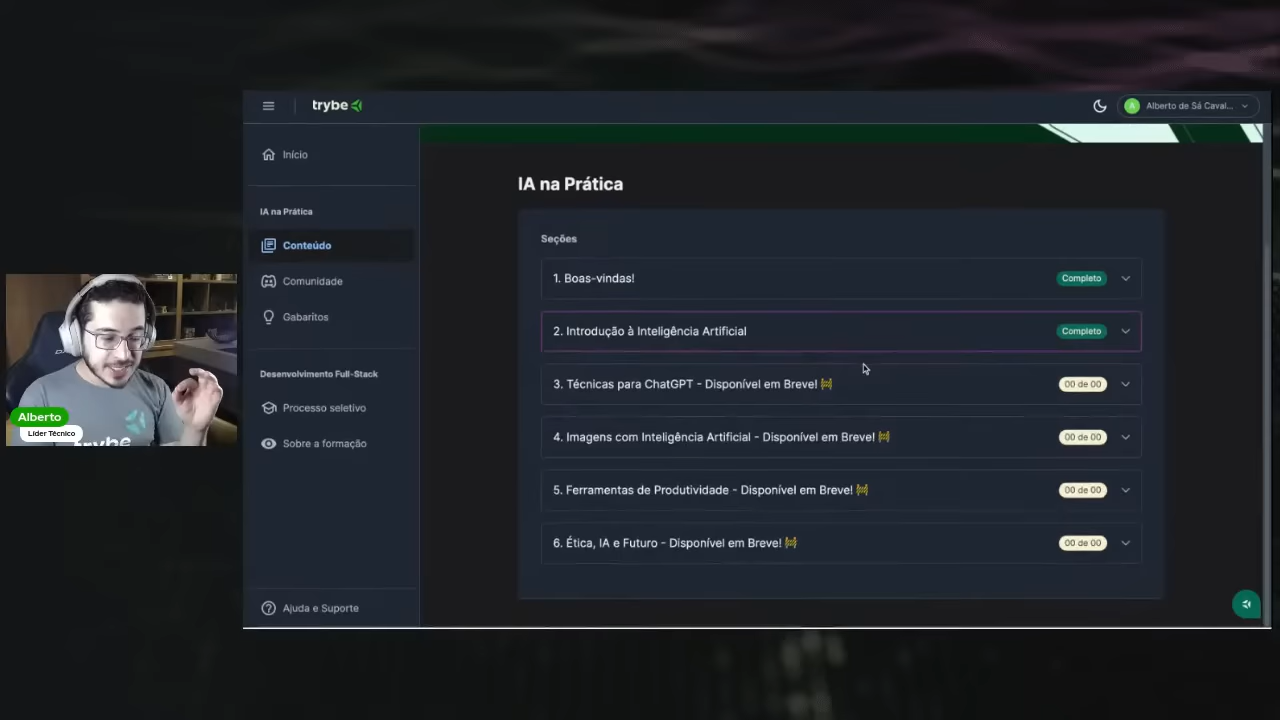 trybe
Alberto de Sá Caval...
Início
IA na Prática
Conteúdo
Comunidade
Gabaritos
Desenvolvimento Full-Stack
Processo seletivo
Sobre a formação
Ajuda e Suporte
IA na Prática
Seções
1. Boas-vindas!
Completo
2. Introdução à Inteligência Artificial
Completo
3. Técnicas para ChatGPT - Disponível em Breve! 🚧
00 de 00
4. Imagens com Inteligência Artificial - Disponível em Breve! 🚧
00 de 00
5. Ferramentas de Produtividade - Disponível em Breve! 🚧
00 de 00
6. Ética, IA e Futuro - Disponível em Breve! 🚧
00 de 00
Alberto
Líder Técnico
trybe